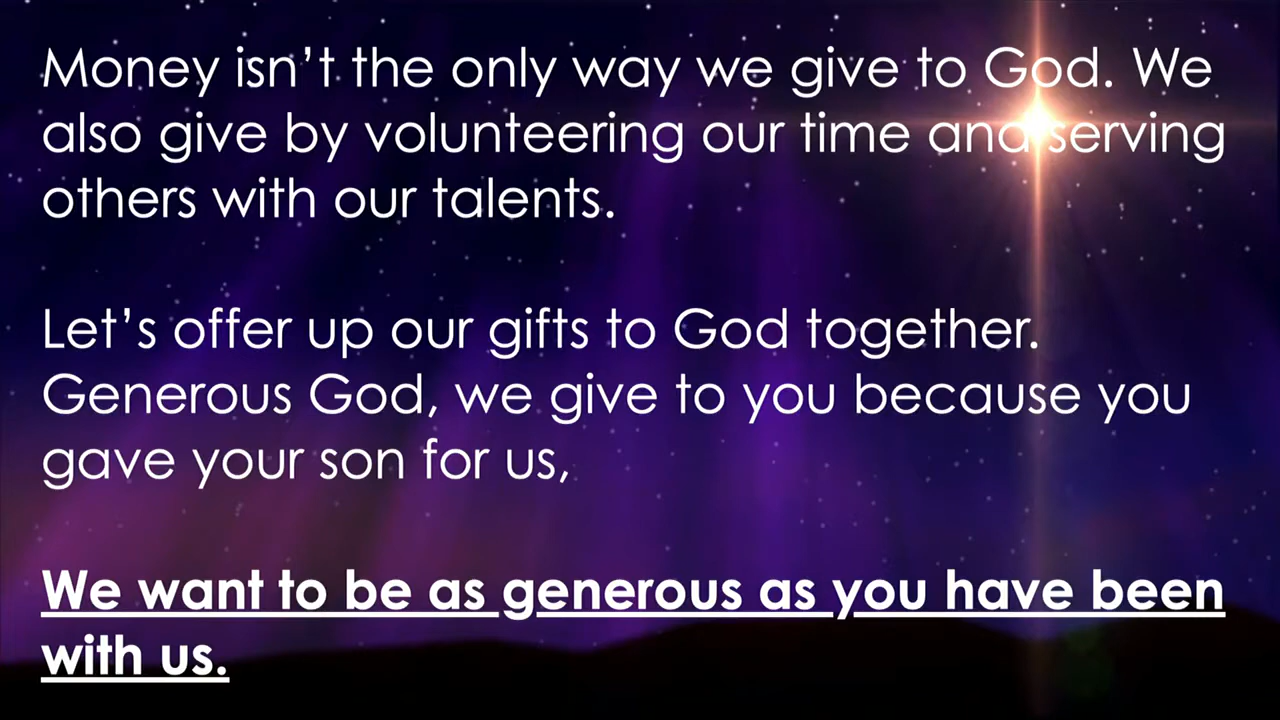 Money isn’t the only way we give to God. We
also give by volunteering our time and serving
others with our talents.
Let’s offer up our gifts to God together.
Generous God, we give to you because you
gave your son for us,
We want to be as generous as you have been
with us.